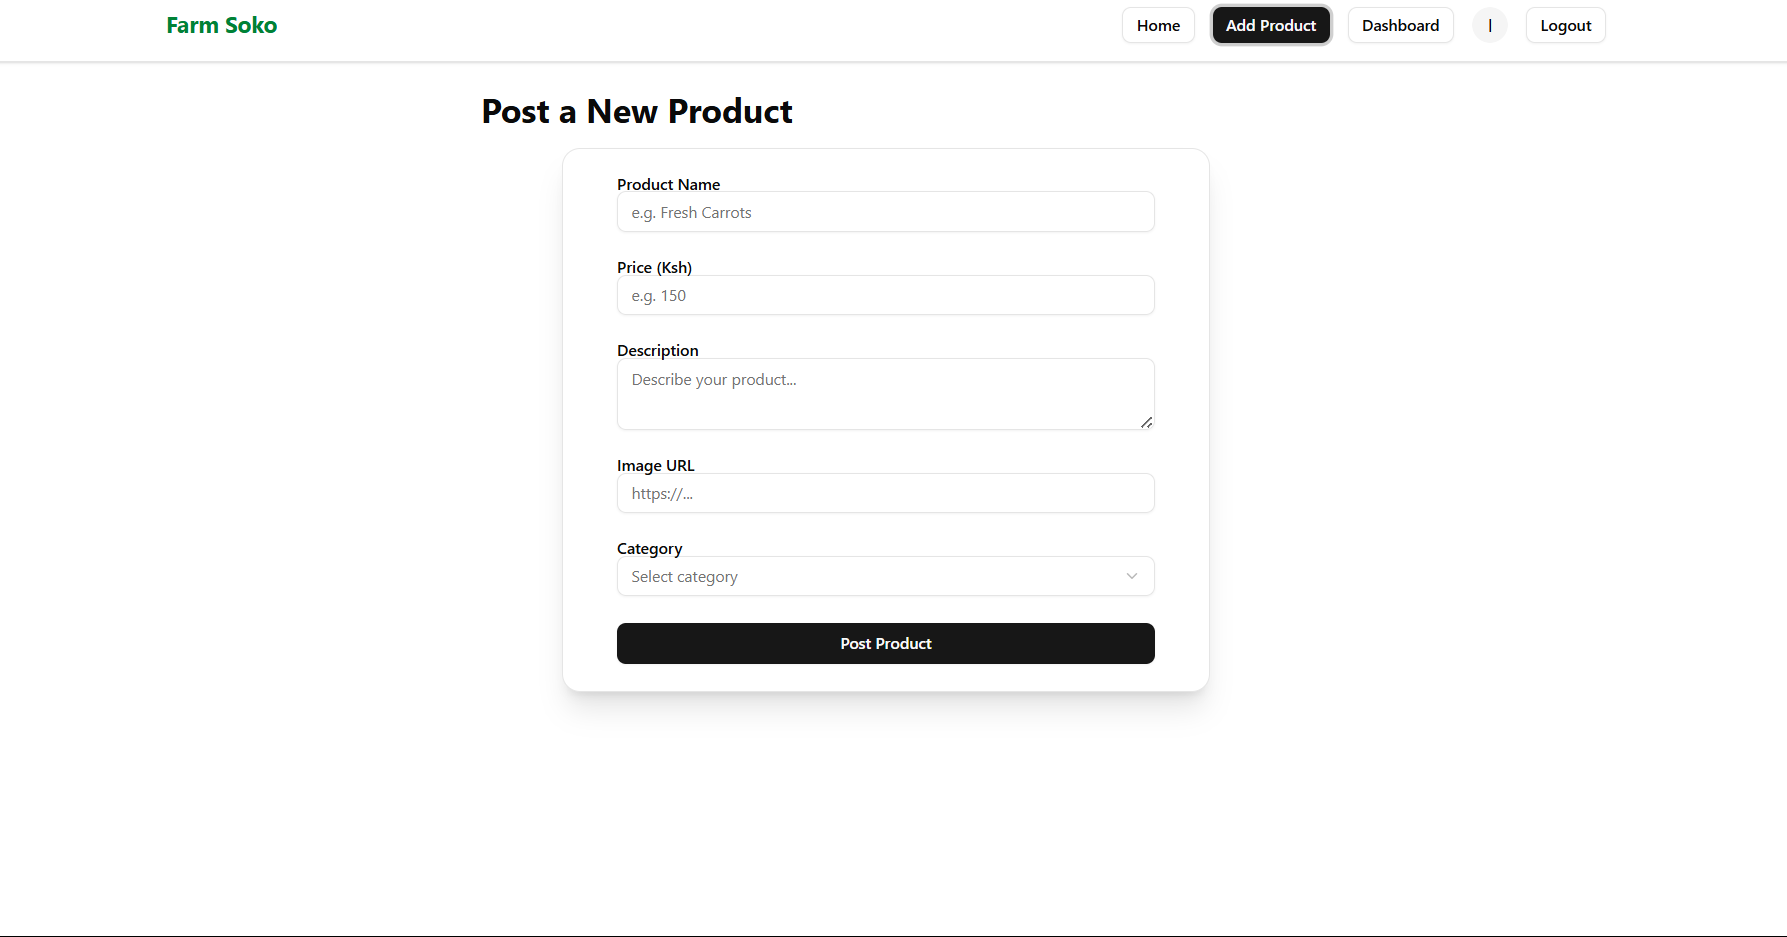 Farm Soko
Home
Add Product
Dashboard
I
Logout
Post a New Product
Product Name
e.g. Fresh Carrots
Price (Ksh)
e.g. 150
Description
Describe your product...
Image URL
https://...
Category
Select category
Post Product